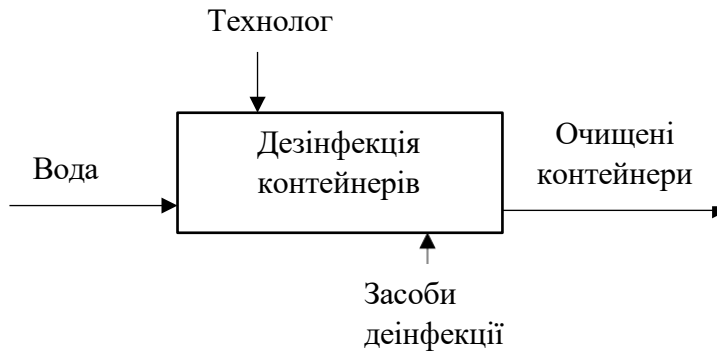 Технолог
Дезінфекція
контейнерів
Вода
Очищені
контейнери
Засоби
деінфекції